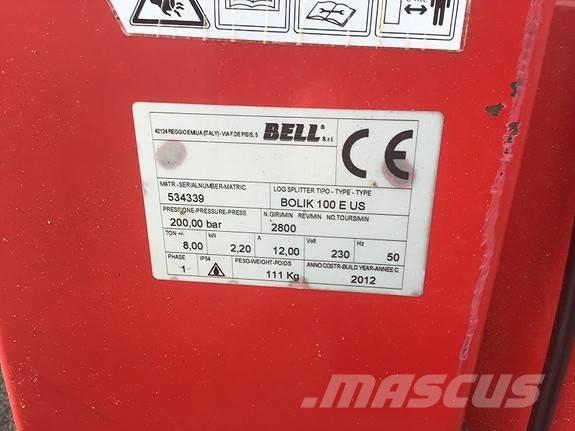 42124 REGGIO EMILIA (ITALY) - VIA F. DE PISIS, 5 BELL® S.r.l.
CE
MATR.-SERIALNUMBER-MATRIC. LOG SPLITTER TIPO - TYPE - TYPE
534339 BOLIK 100 E US
PRESSIONE-PRESSURE-PRESS. N.GIRI/MIN REV/MIN NO,TOURS/MIN
200,00 bar 2800
TON +/- kW A Volt Hz
8,00 2,20 12,00 230 50
PHASE IP54 PESO-WEIGHT-POIDS ANNO COSTR-BUILD YEAR-ANNEE C.
1 111 Kg 2012
MASCUS